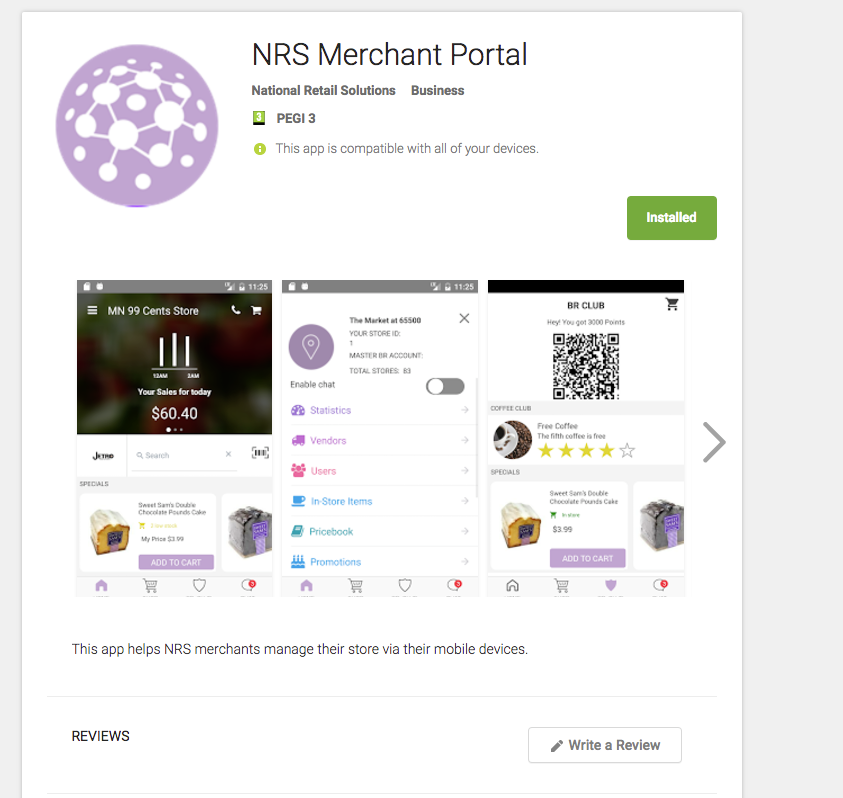 NRS Merchant Portal
National Retail Solutions Business
3 PEGI 3
This app is compatible with all of your devices.
Installed
11:25
MN 99 Cents Store
12AM 2AM
Your Sales for today
$60.40
JETRO Search
SPECIALS
Sweet Sam's Double
Chocolate Pounds Cake
My Price $3.99
ADD TO CART
11:25
The Market at 65500
YOUR STORE ID:
1
MASTER BR ACCOUNT:
TOTAL STORES: 83
Enable chat
Statistics
Vendors
Users
In-Store Items
Pricebook
Promotions
BR CLUB
Hey! You got 3000 Points
COFFEE CLUB
Free Coffee
The fifth coffee is free
SPECIALS
Sweet Sam's Double
Chocolate Pounds Cake
In store
$3.99
ADD TO CART
This app helps NRS merchants manage their store via their mobile devices.
REVIEWS
Write a Review